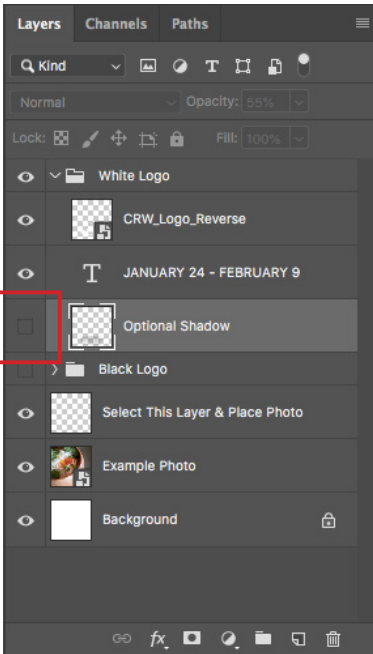 Layers Channels Paths
Kind T
Normal Opacity: 55%
Lock: Fill: 100%
White Logo
CRW_Logo_Reverse
T JANUARY 24 - FEBRUARY 9
Optional Shadow
Black Logo
Select This Layer & Place Photo
Example Photo
Background
fx